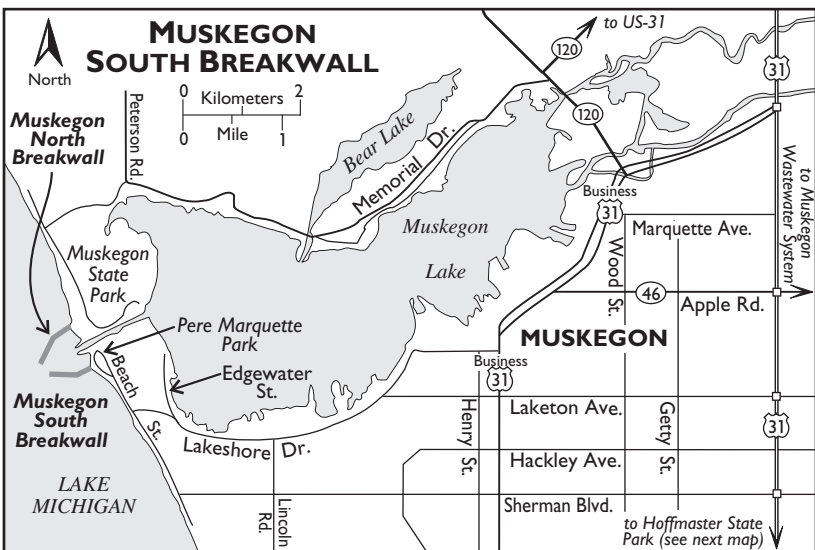 MUSKEGON
SOUTH BREAKWALL
North
0 Kilometers 2
0 Mile 1
to US-31
120
120
31
Muskegon
North
Breakwall
Peterson Rd.
Bear Lake
Memorial Dr.
to Muskegon
Wastewater System
Business
31
Marquette Ave.
Wood St.
Muskegon
Lake
Muskegon
State
Park
46
Apple Rd.
MUSKEGON
Pere Marquette
Park
Edgewater
St.
Beach
St.
Business
31
Muskegon
South
Breakwall
Henry St.
Laketon Ave.
Getty St.
31
Lakeshore Dr.
Hackley Ave.
LAKE
MICHIGAN
Lincoln
Rd.
Sherman Blvd.
to Hoffmaster State
Park (see next map)